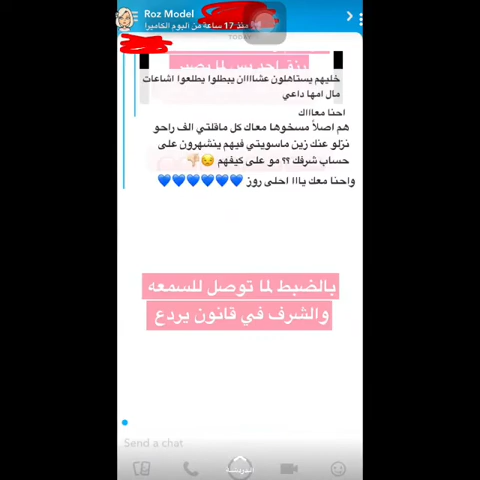 Roz Model
منذ 17 ساعة من اليوم الكاميرا
TODAY
خليهم يستاهلون عشاااان يبطلوا يطلعوا اشاعات
مال امها داعي
احنا معاااك
هم اصلاً مسخوها معاك كل ماقلتي الف راحو
نزلو عنك زين ماسويتي فيهم ينشهرون على
حساب شرفك ؟؟ مو على كيفهم 😒👎🏻
واحنا معك يااا احلى روز 💙💙💙💙💙💙
بالضبط لما توصل للسمعه
والشرف في قانون يردع
Send a chat